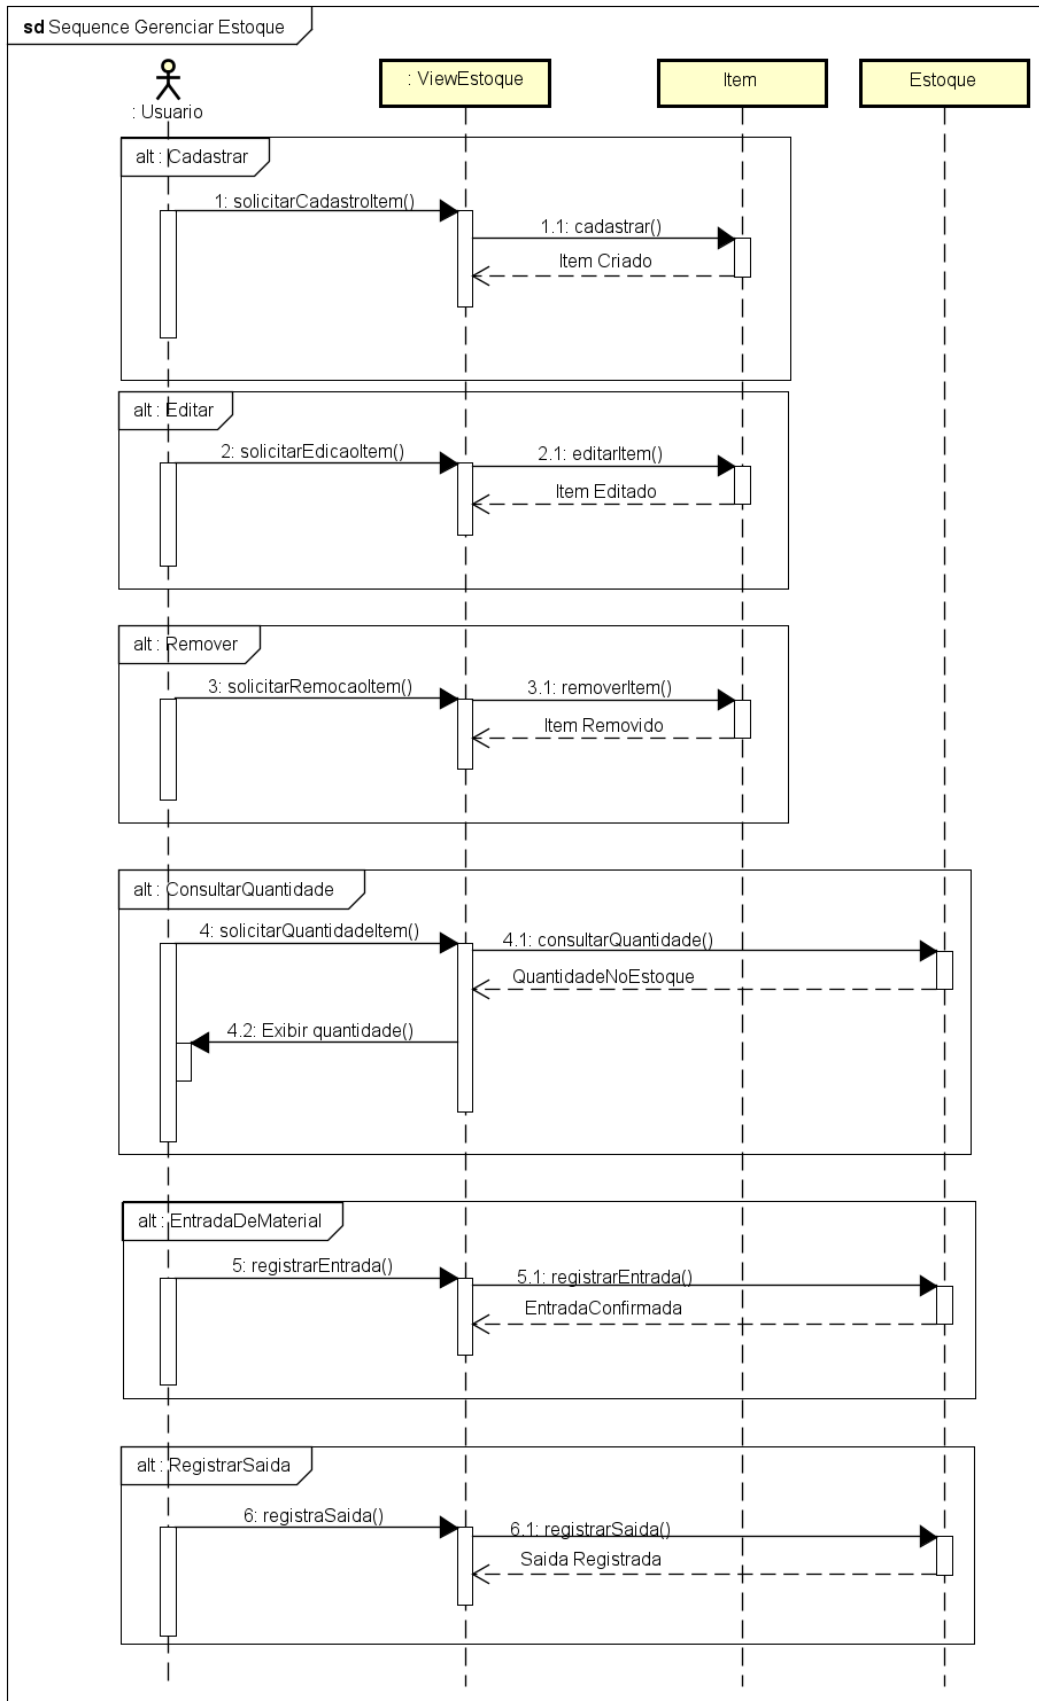 sd Sequence Gerenciar Estoque
: Usuario
: ViewEstoque
Item
Estoque
alt : Cadastrar
1: solicitarCadastroItem()
1.1: cadastrar()
Item Criado
alt : Editar
2: solicitarEdicaoItem()
2.1: editarItem()
Item Editado
alt : Remover
3: solicitarRemocaoItem()
3.1: removerItem()
Item Removido
alt : ConsultarQuantidade
4: solicitarQuantidadeItem()
4.1: consultarQuantidade()
QuantidadeNoEstoque
4.2: Exibir quantidade()
alt : EntradaDeMaterial
5: registrarEntrada()
5.1: registrarEntrada()
EntradaConfirmada
alt : RegistrarSaida
6: registraSaida()
6.1: registrarSaida()
Saida Registrada